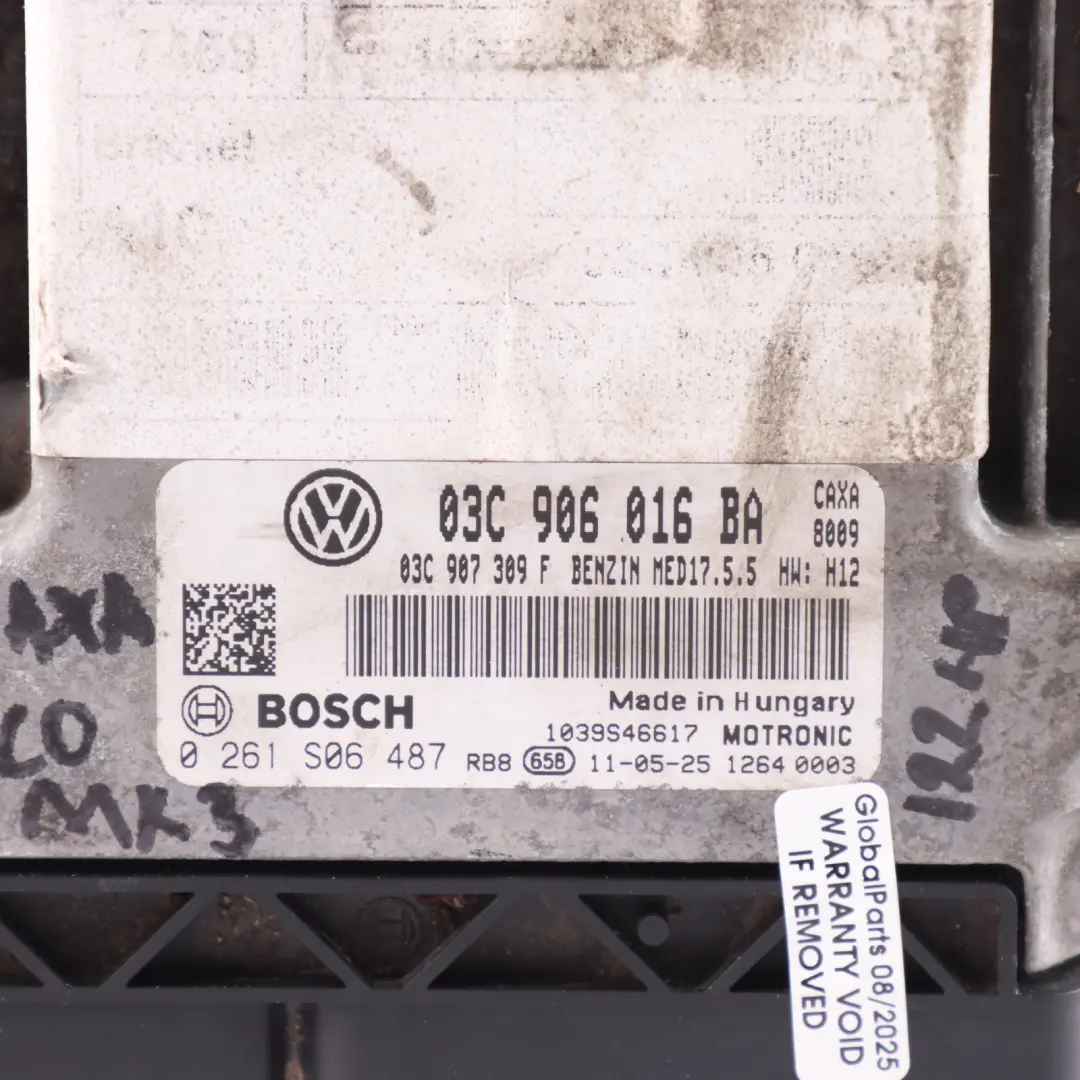 03C 906 016 BA
CAXA
8009
03C 907 309 F BENZIN MED17.5.5 HW: H12
BOSCH
Made in Hungary
1039S46617 MOTRONIC
0 261 S06 487
RB8 658 11-05-25 1264 0003
AXA
CO
MK3
122 HP
GlobalParts 08/2025
WARRANTY VOID
IF REMOVED